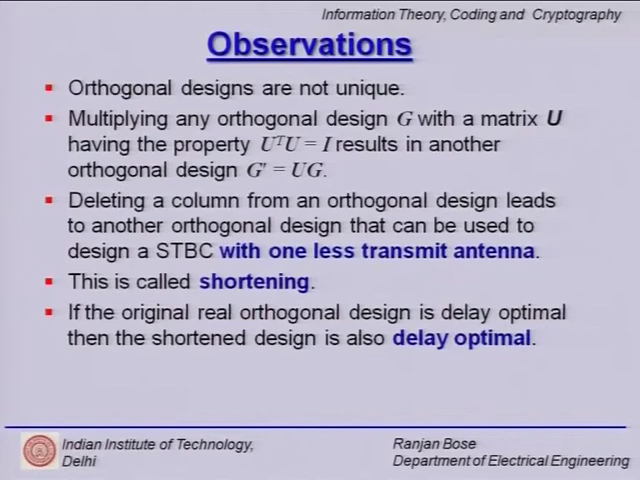 Information Theory, Coding and Cryptography
Observations
Orthogonal designs are not unique.
Multiplying any orthogonal design G with a matrix U
having the property UᵀU = I results in another
orthogonal design G' = UG.
Deleting a column from an orthogonal design leads
to another orthogonal design that can be used to
design a STBC with one less transmit antenna.
This is called shortening.
If the original real orthogonal design is delay optimal
then the shortened design is also delay optimal.
Indian Institute of Technology,
Delhi
Ranjan Bose
Department of Electrical Engineering